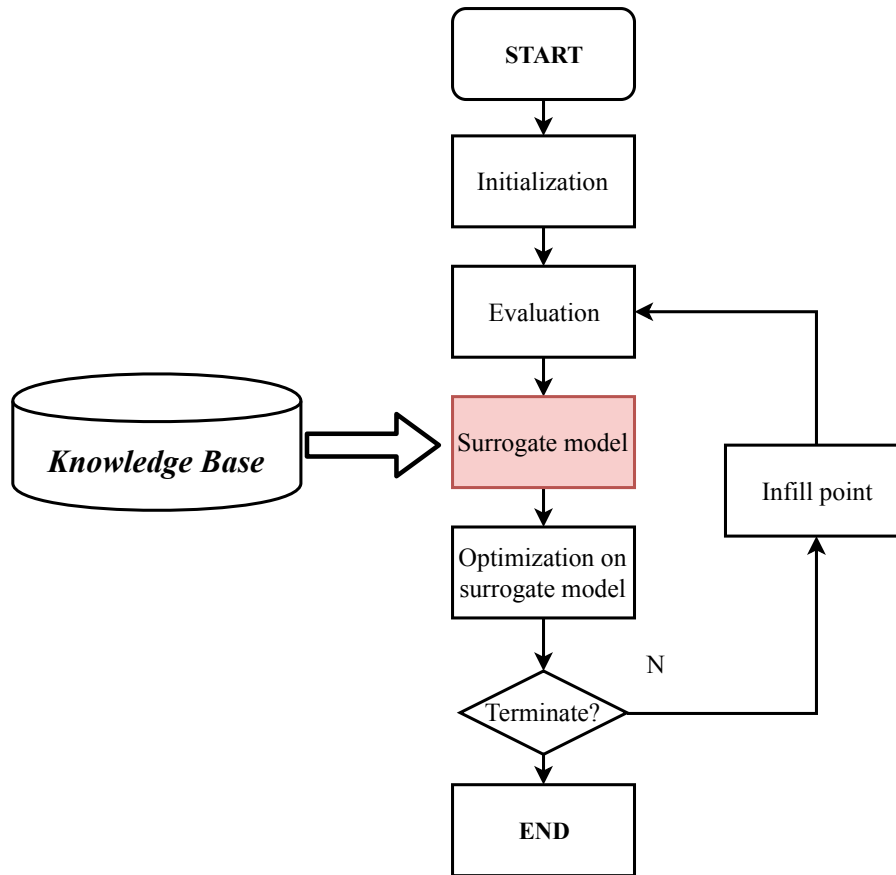 START
Initialization
Evaluation
Knowledge Base
Surrogate model
Infill point
Optimization on
surrogate model
N
Terminate?
END